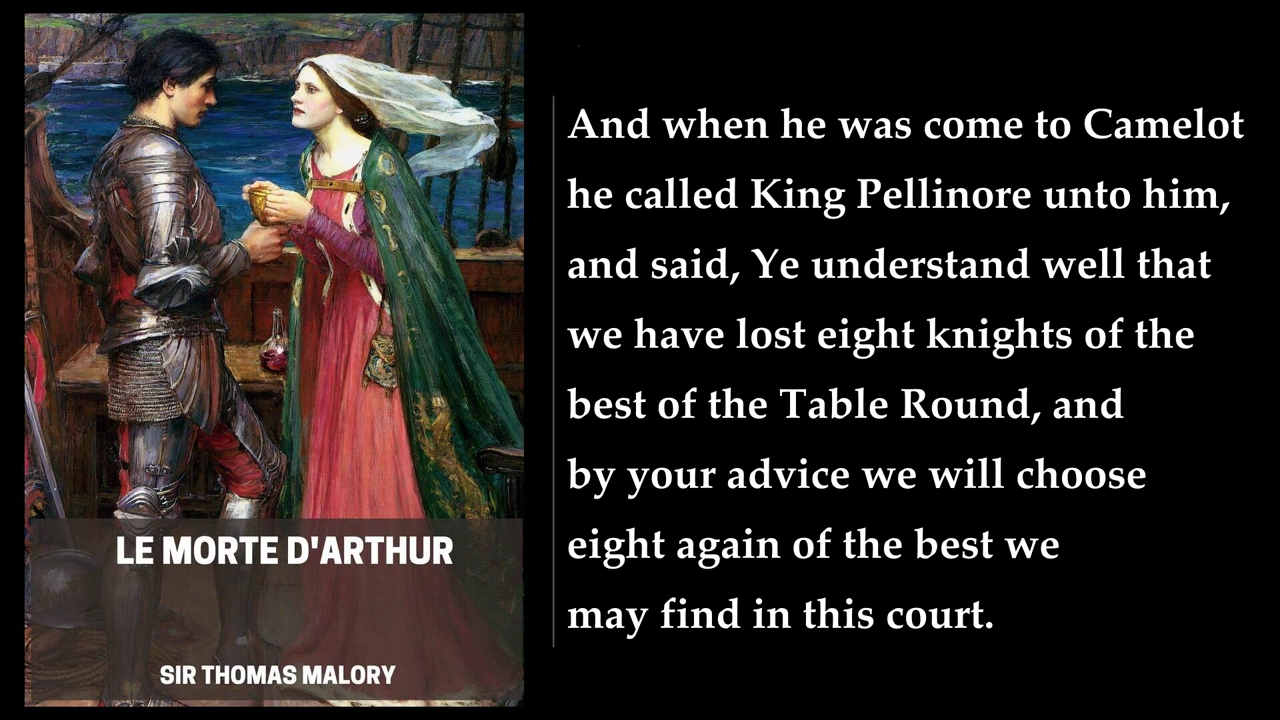 LE MORTE D'ARTHUR
SIR THOMAS MALORY
And when he was come to Camelot
he called King Pellinore unto him,
and said, Ye understand well that
we have lost eight knights of the
best of the Table Round, and
by your advice we will choose
eight again of the best we
may find in this court.